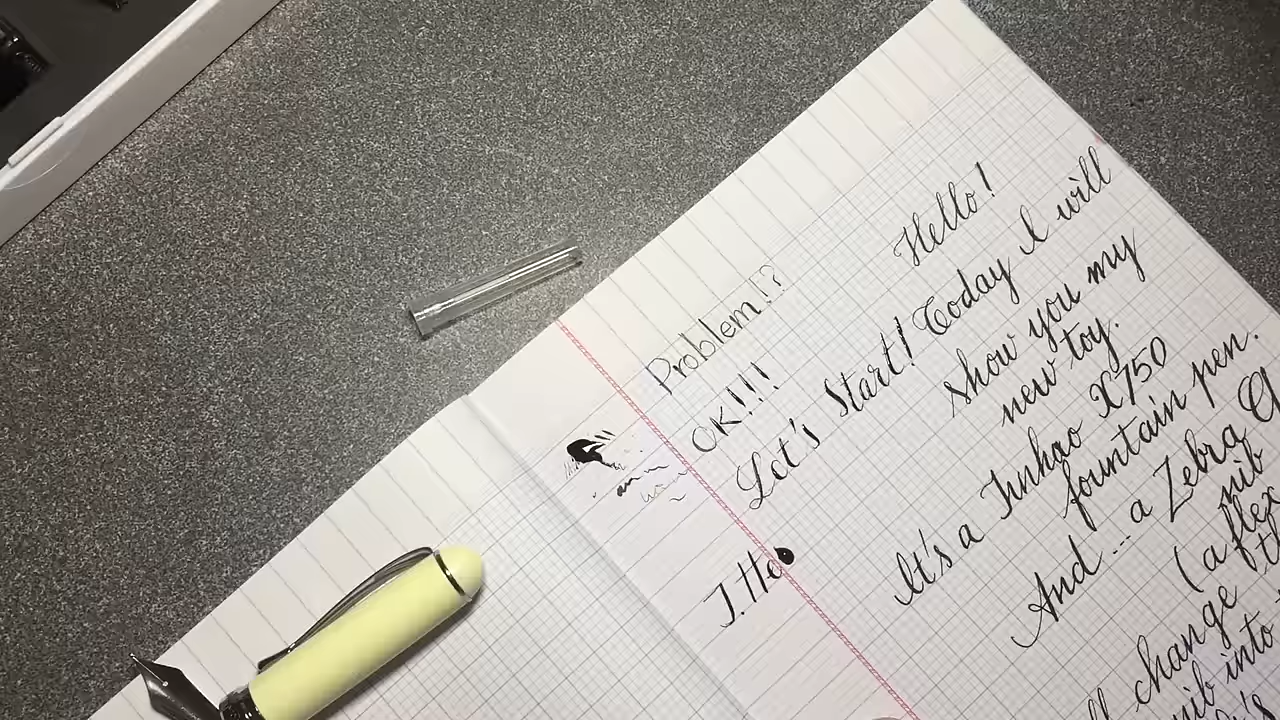 Hello!
Problem!?
OK!!!
Let's Start! Today I will
show you my
new toy.
It's a Jinhao X750
fountain pen.
And... a Zebra G
nib
(a flex
change
nib into
J.He